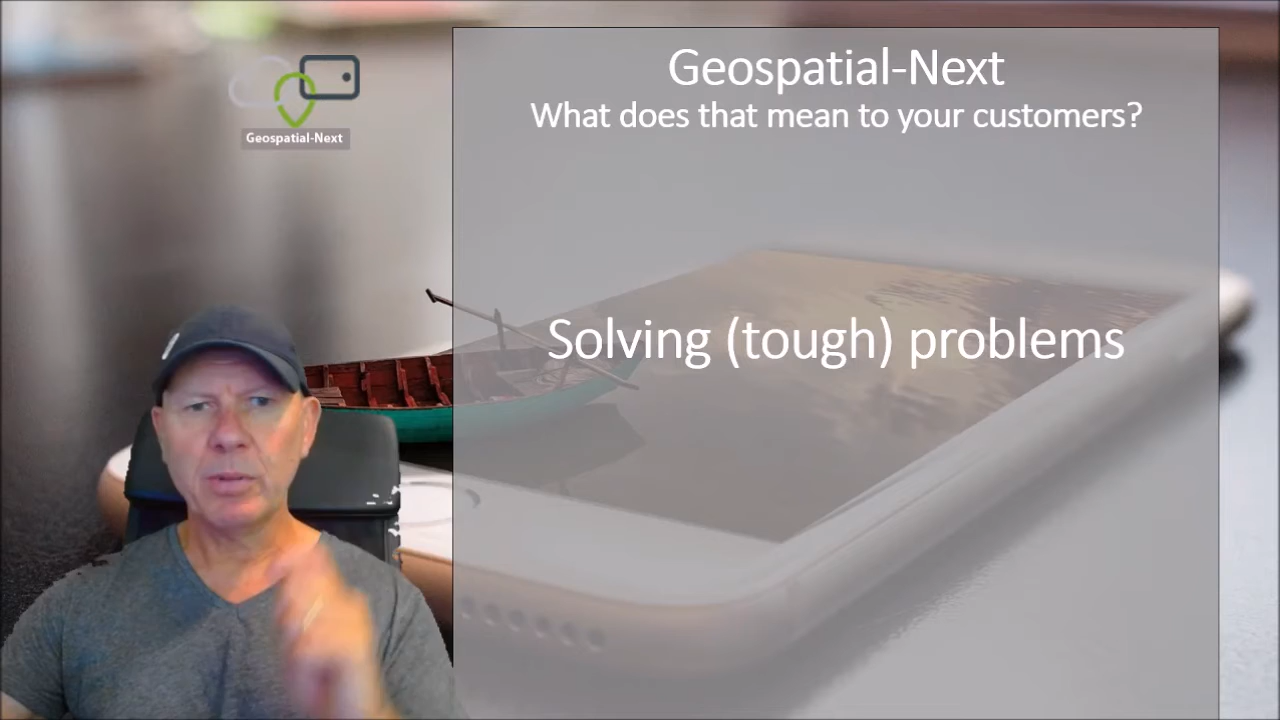 Geospatial-Next
Geospatial-Next
What does that mean to your customers?
Solving (tough) problems